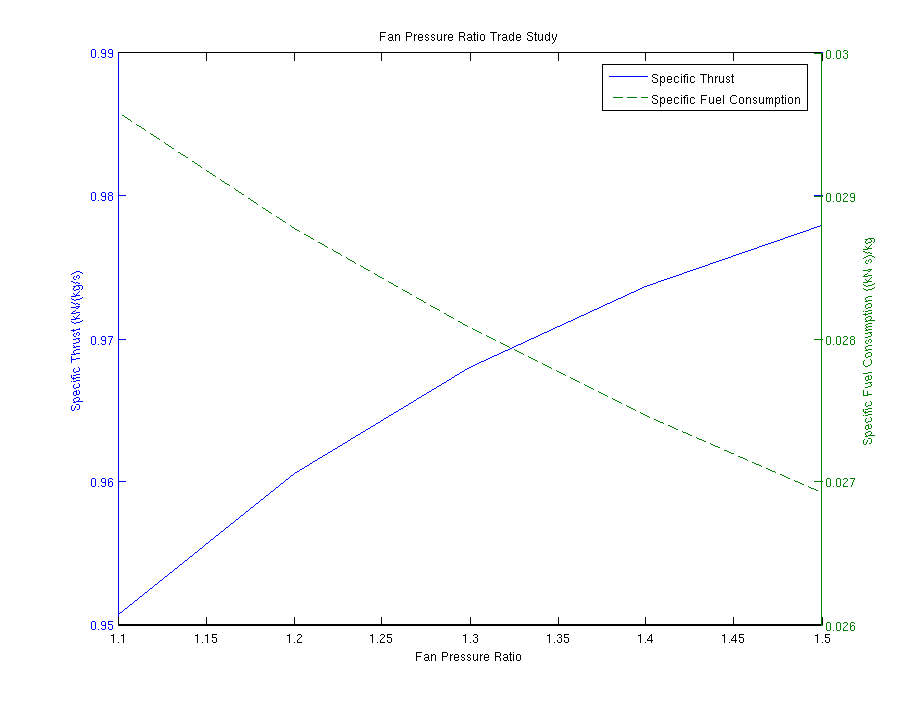 Fan Pressure Ratio Trade Study
0.99
0.98
0.97
0.96
0.95
Specific Thrust (kN/(kg/s)
0.03
0.029
0.028
0.027
0.026
Specific Fuel Consumption ((kN s)/kg
Specific Thrust
Specific Fuel Consumption
1.1 1.15 1.2 1.25 1.3 1.35 1.4 1.45 1.5
Fan Pressure Ratio